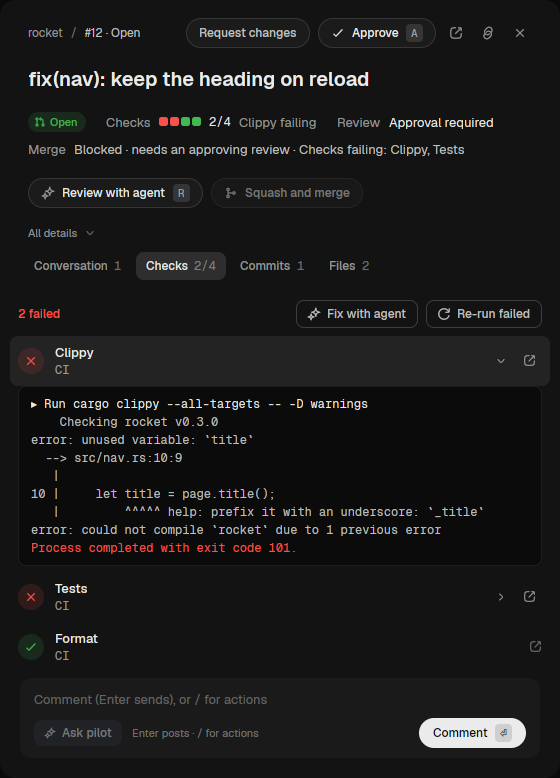 rocket / #12 · Open Request changes Approve A
fix(nav): keep the heading on reload
Open Checks 2/4 Clippy failing Review Approval required
Merge Blocked · needs an approving review · Checks failing: Clippy, Tests
Review with agent R Squash and merge
All details
Conversation 1 Checks 2/4 Commits 1 Files 2
2 failed Fix with agent Re-run failed
Clippy
CI
▸ Run cargo clippy --all-targets -- -D warnings
    Checking rocket v0.3.0
error: unused variable: `title`
  --> src/nav.rs:10:9
   |
10 |     let title = page.title();
   |         ^^^^^ help: prefix it with an underscore: `_title`
error: could not compile `rocket` due to 1 previous error
Process completed with exit code 101.
Tests
CI
Format
CI
Comment (Enter sends), or / for actions
Ask pilot Enter posts · / for actions Comment ⏎